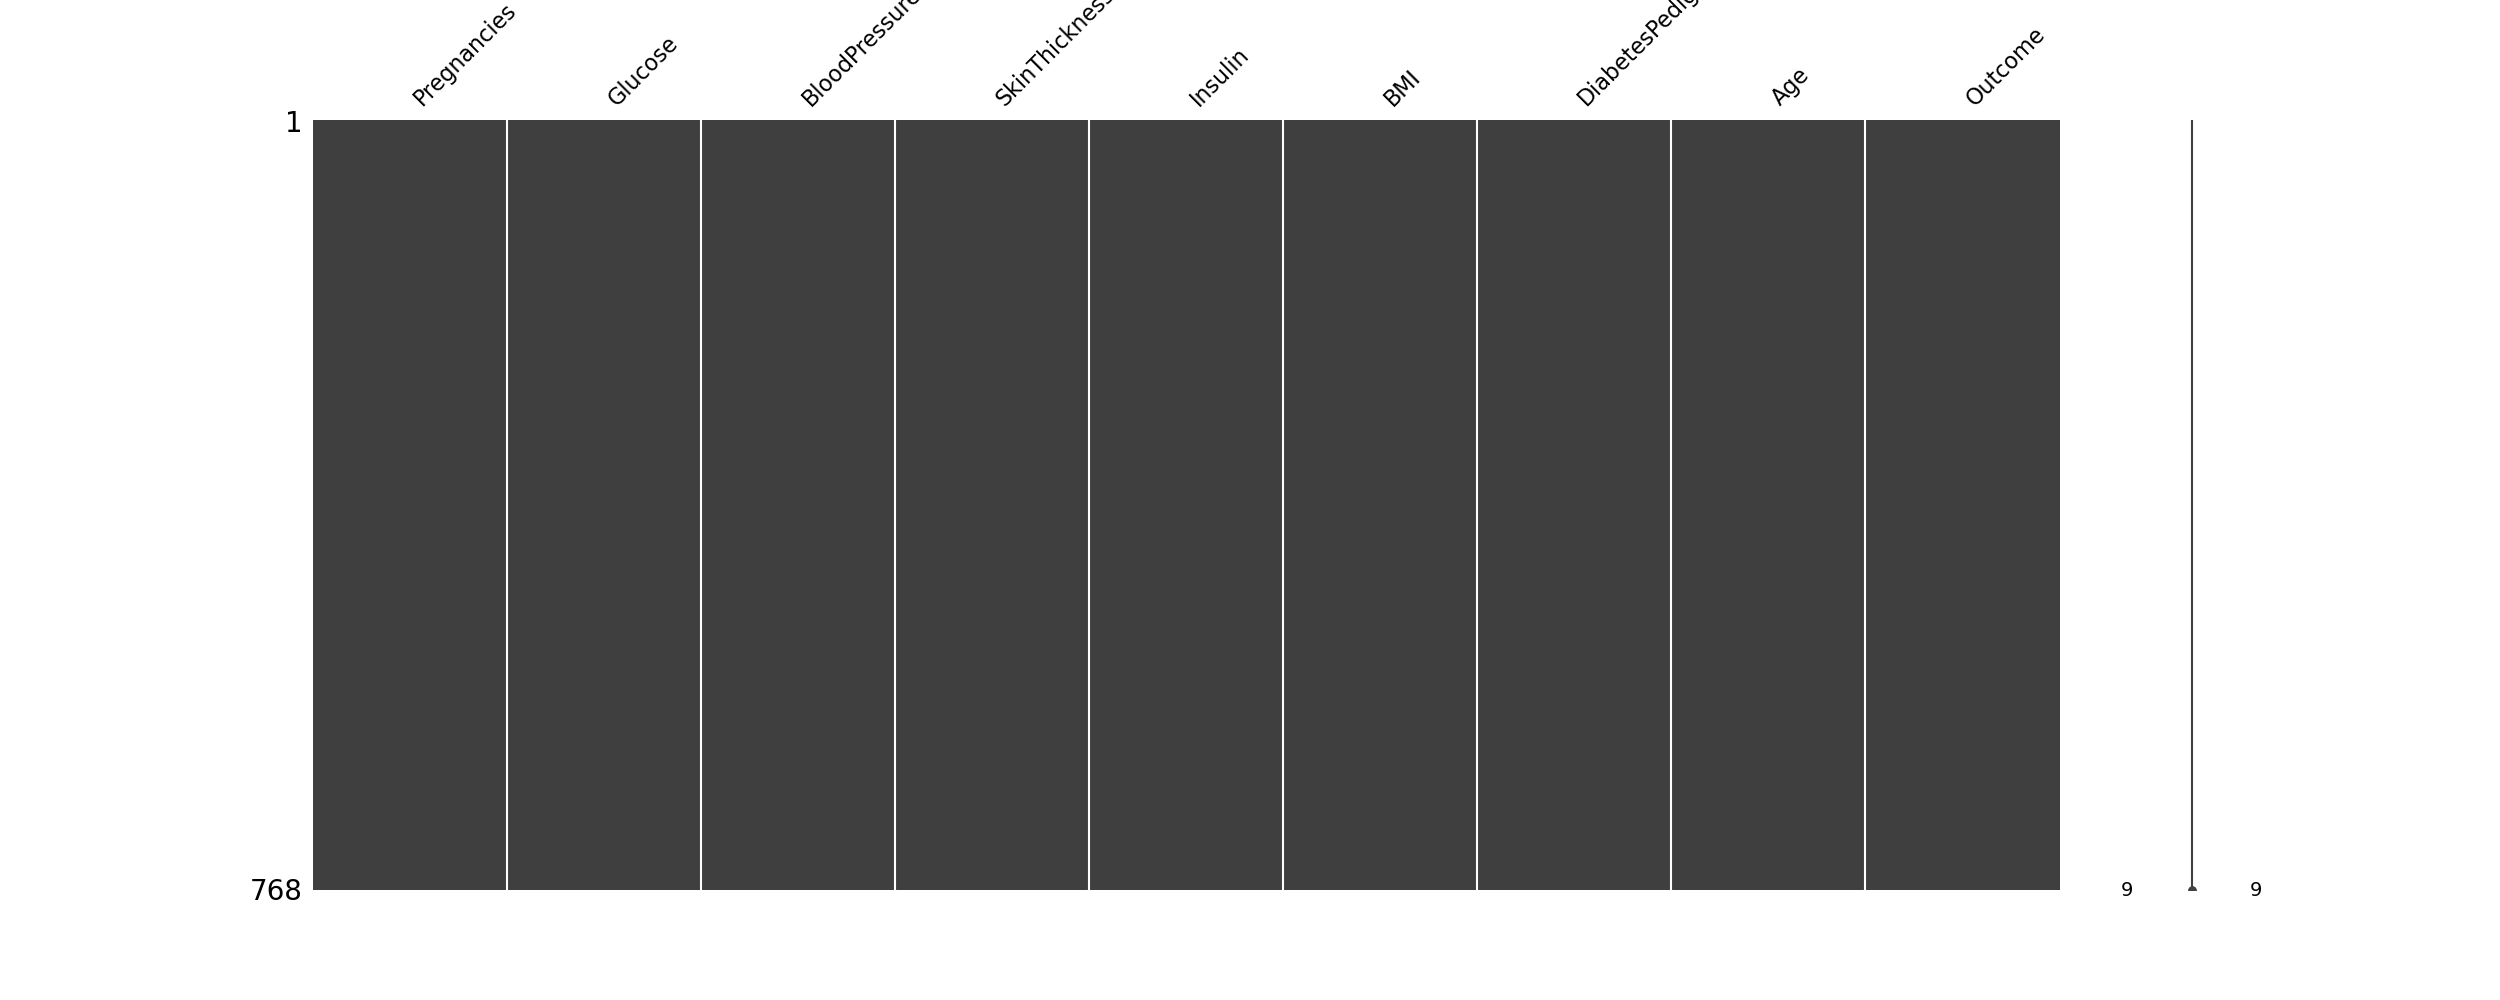 Pregnancies
Glucose
BloodPressure
SkinThickness
Insulin
BMI
Age
Outcome
1
768
9
9